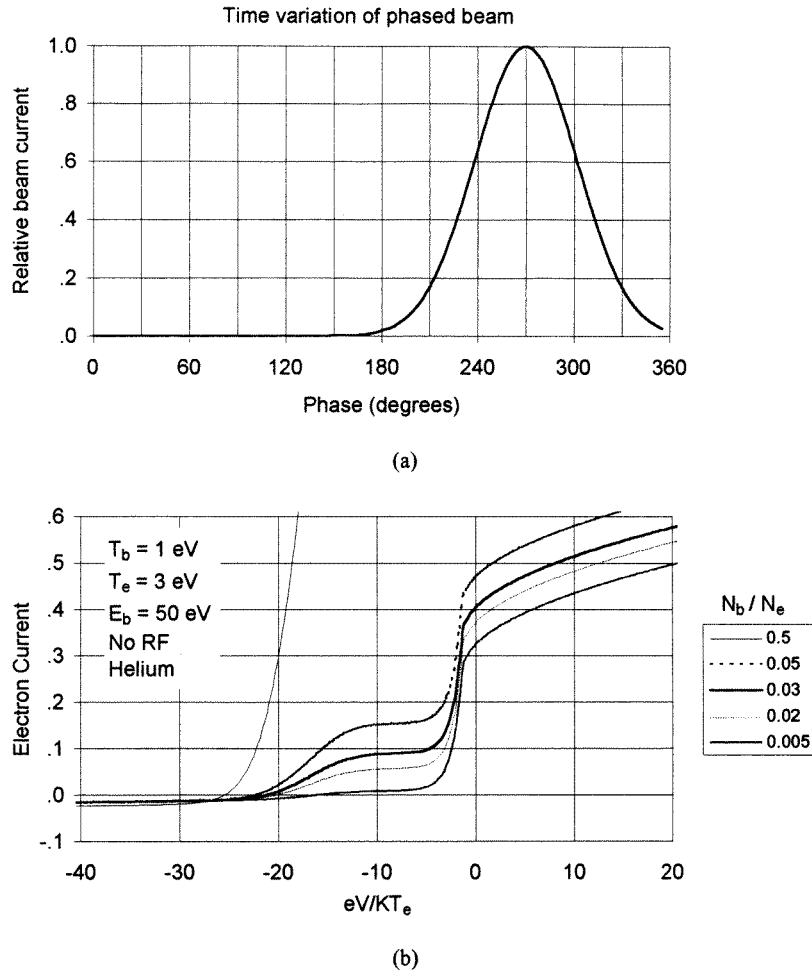 Time variation of phased beam
1.0
.8
.6
.4
.2
.0
Relative beam current
0 60 120 180 240 300 360
Phase (degrees)
(a)
.6
.5
.4
.3
.2
.1
0.0
-.1
Electron Current
T_b = 1 eV
T_e = 3 eV
E_b = 50 eV
No RF
Helium
-40 -30 -20 -10 0 10 20
eV/KT_e
N_b / N_e
0.5
0.05
0.03
0.02
0.005
(b)